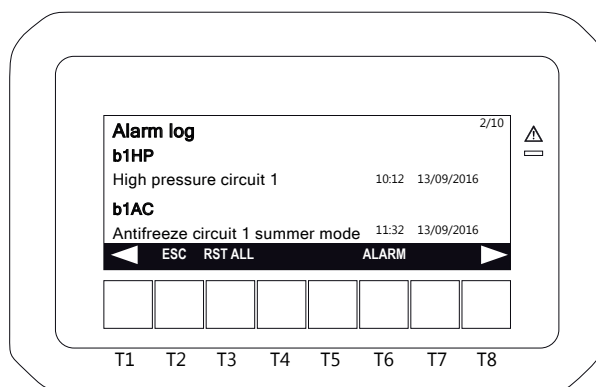 2/10
Alarm log
b1HP
High pressure circuit 1 10:12 13/09/2016
b1AC
Antifreeze circuit 1 summer mode 11:32 13/09/2016
ESC RST ALL ALARM
T1 T2 T3 T4 T5 T6 T7 T8